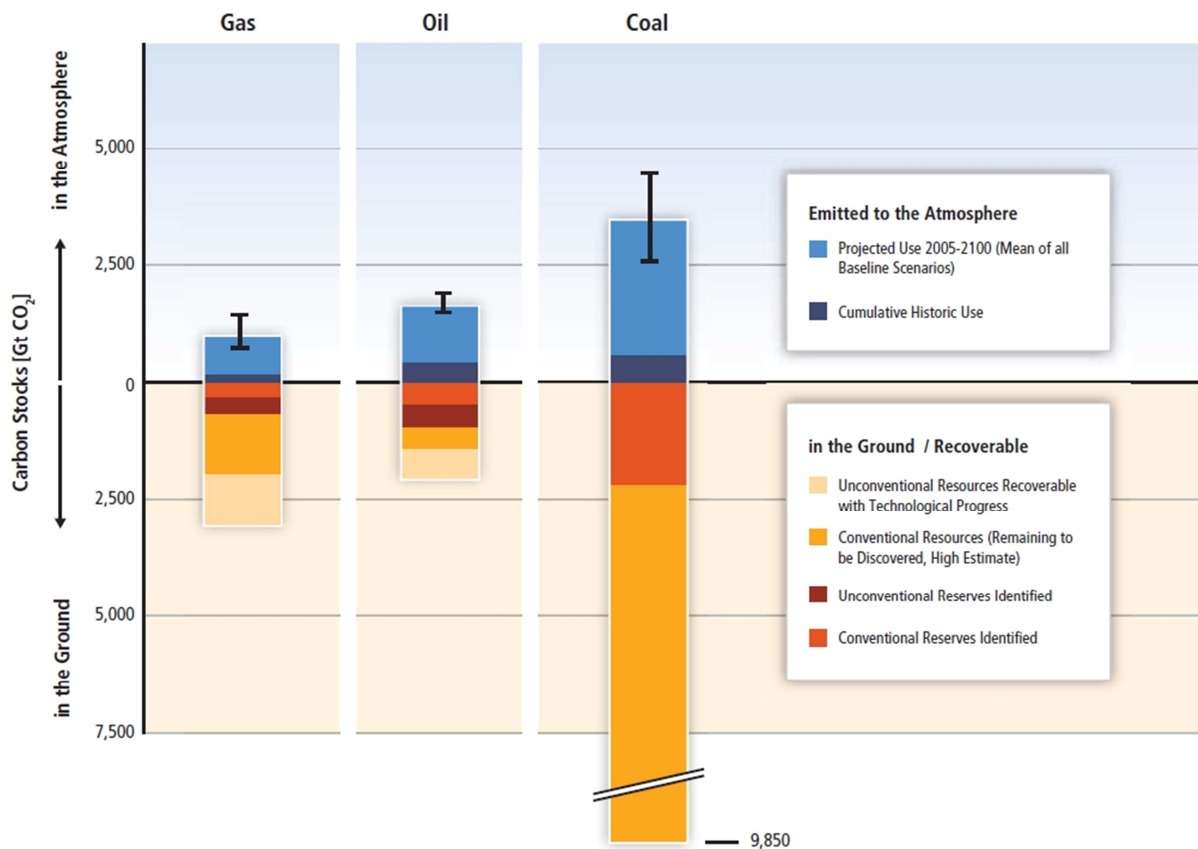 Gas
Oil
Coal
in the Atmosphere
Carbon Stocks [Gt CO₂]
in the Ground
5,000
2,500
0
2,500
5,000
7,500
9,850
Emitted to the Atmosphere
Projected Use 2005-2100 (Mean of all
Baseline Scenarios)
Cumulative Historic Use
in the Ground / Recoverable
Unconventional Resources Recoverable
with Technological Progress
Conventional Resources (Remaining to
be Discovered, High Estimate)
Unconventional Reserves Identified
Conventional Reserves Identified